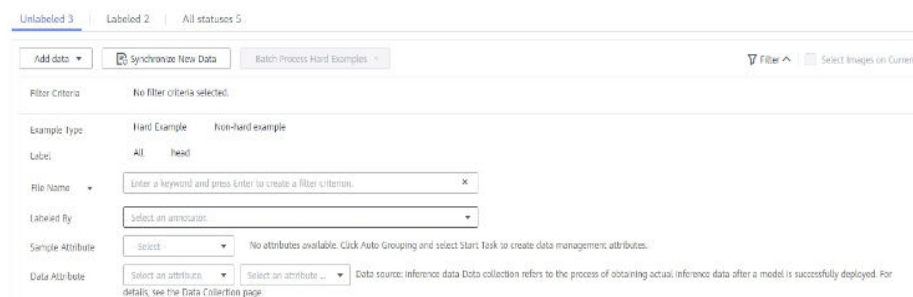 Unlabeled 3 Labeled 2 All statuses 5
Add data Synchronize New Data Batch Process Hard Examples Filter Select Images on Curren
Filter Criteria No filter criteria selected.
Example Type Hard Example Non-hard example
Label All head
File Name Enter a keyword and press Enter to create a filter criterion.
Labeled By Select an annotator.
Sample Attribute --Select-- No attributes available. Click Auto Grouping and select Start Task to create data management attributes.
Data Attribute Select an attribute Select an attribute ... Data source: Inference data Data collection refers to the process of obtaining actual inference data after a model is successfully deployed. For
details, see the Data Collection page.